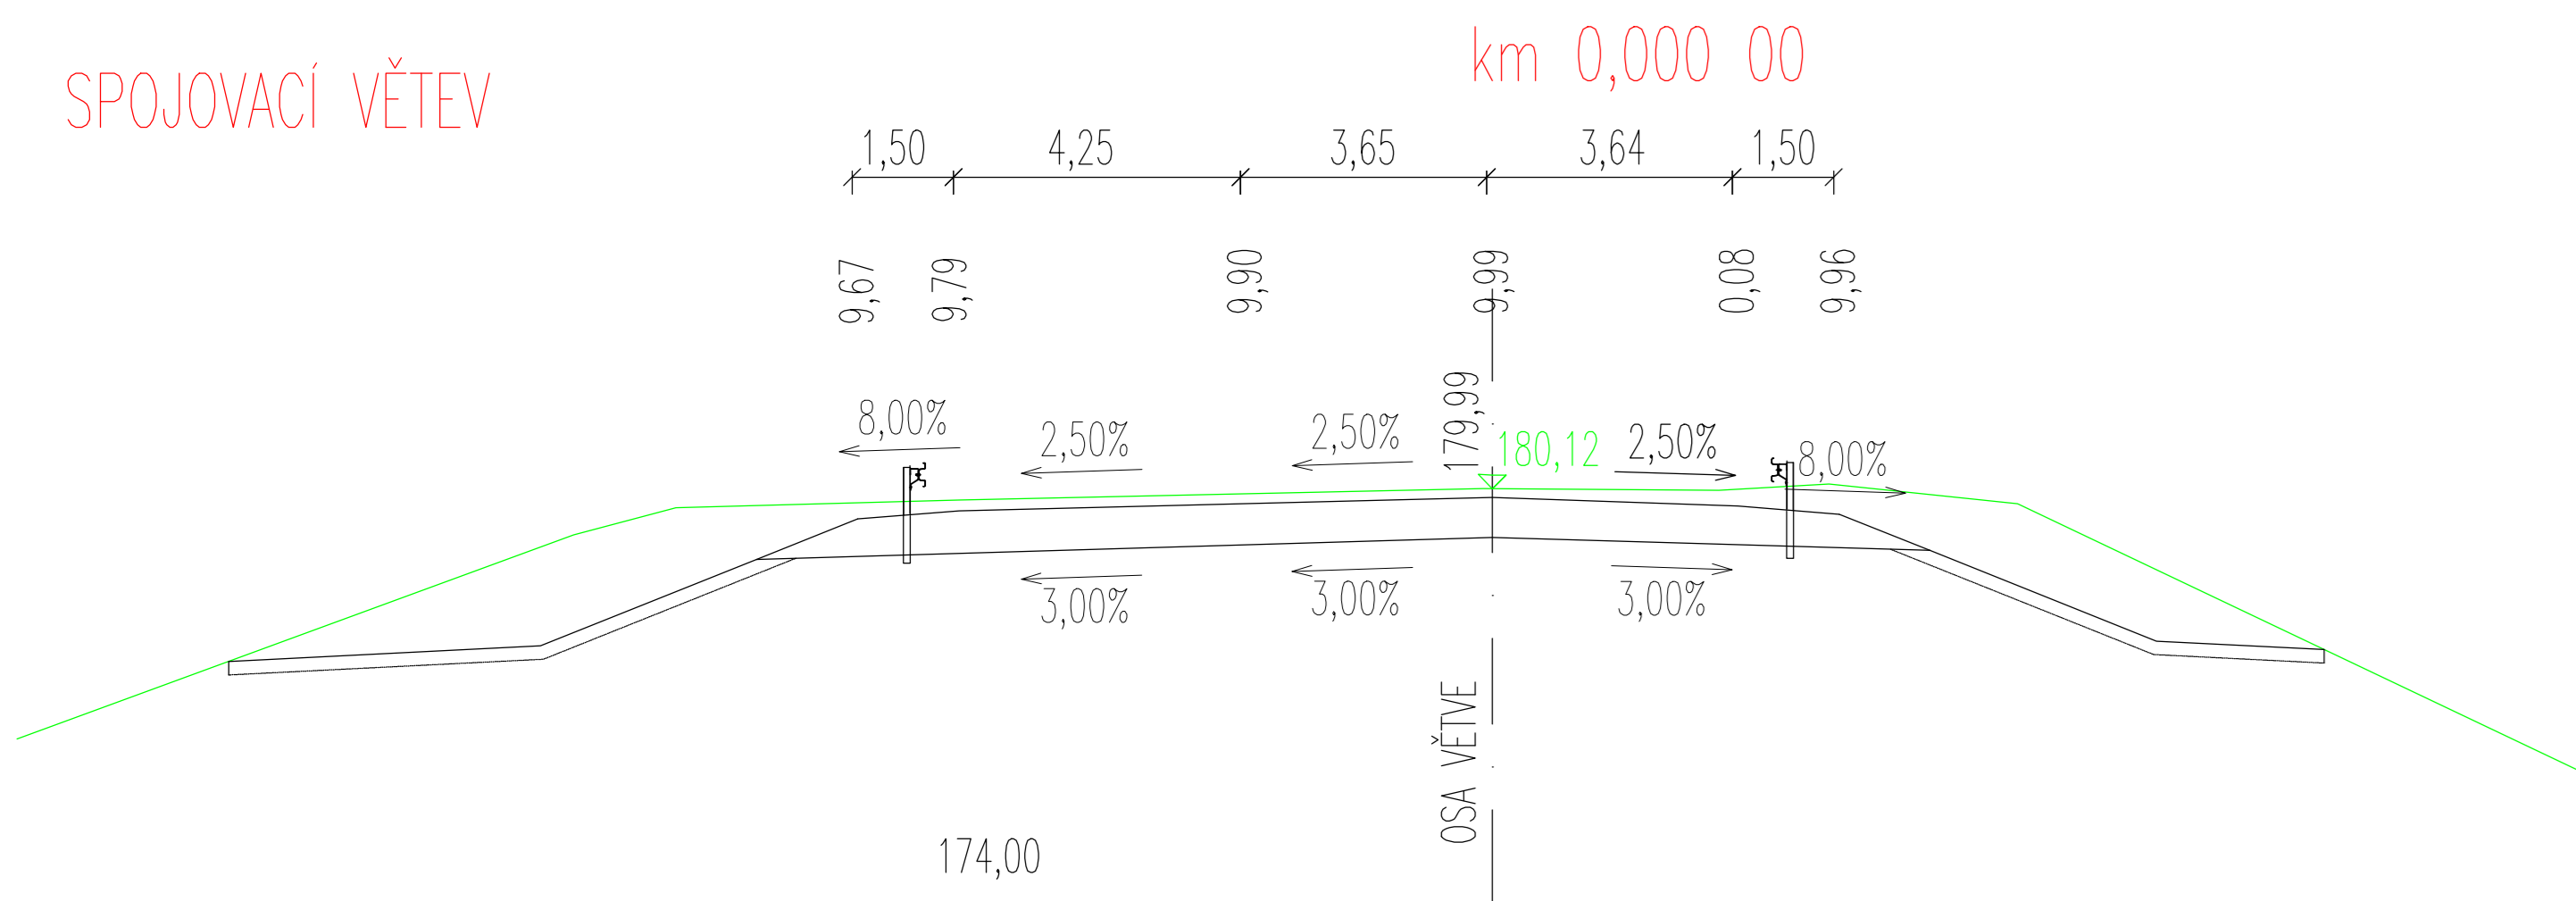 km 0,000 00
SPOJOVACÍ VĚTEV
1,50 4,25 3,65 3,64 1,50
9,67 9,79 9,90 9,99 0,08 9,96
179,99
180,12
8,00% 2,50% 2,50% 2,50% 8,00%
3,00% 3,00% 3,00%
OSA VĚTVE
174,00